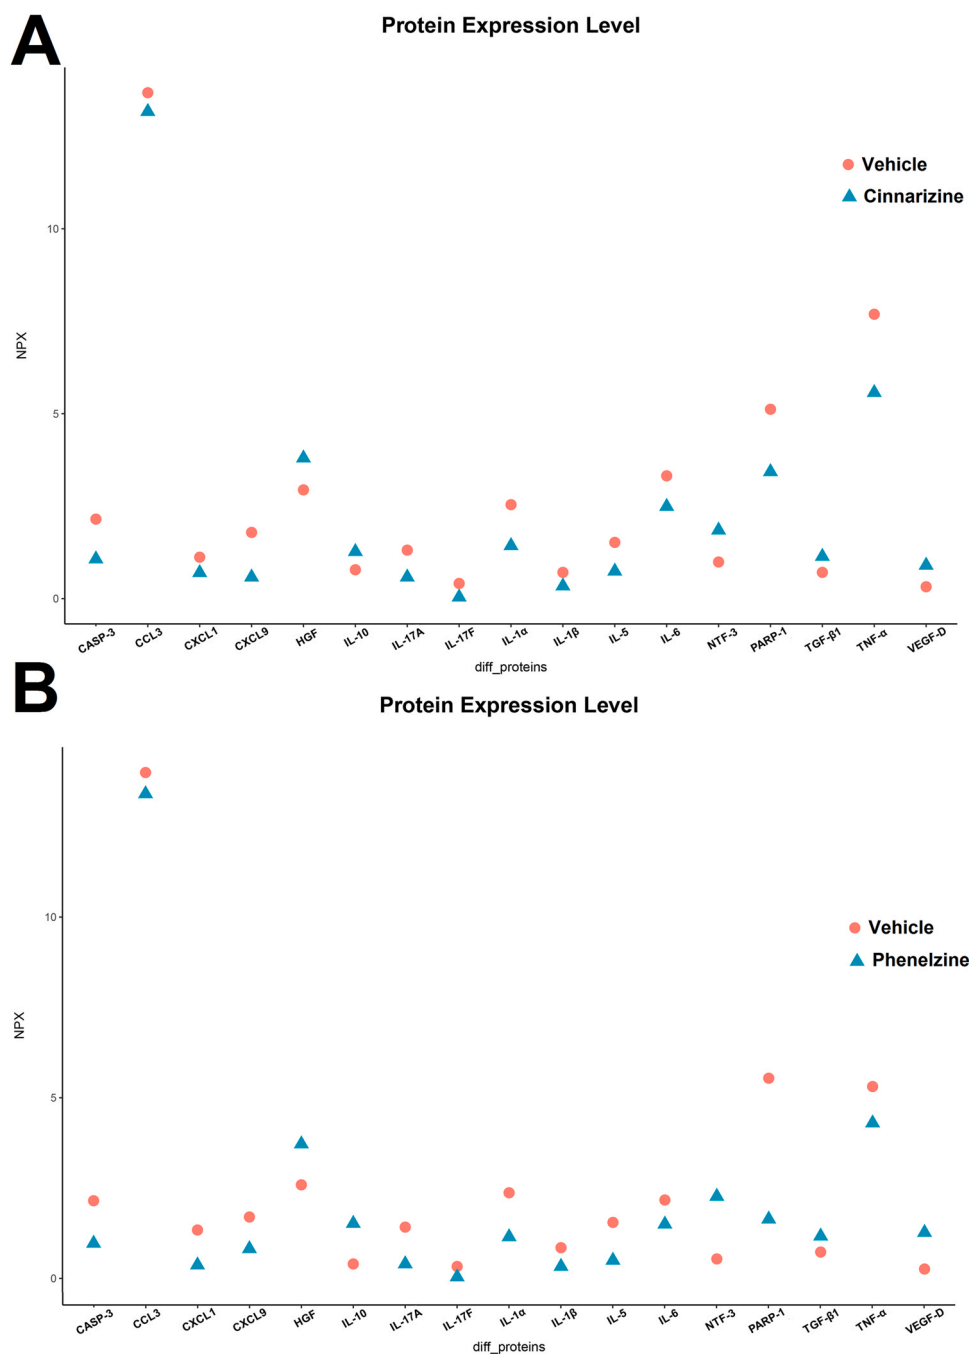 A
Protein Expression Level
Vehicle
Cinnarizine
10
5
0
NPX
CASP-3 CCL3 CXCL1 CXCL9 HGF IL-10 IL-17A IL-17F IL-1α IL-1β IL-5 IL-6 NTF-3 PARP-1 TGF-β1 TNF-α VEGF-D
diff_proteins
B
Protein Expression Level
Vehicle
Phenelzine
10
5
0
NPX
CASP-3 CCL3 CXCL1 CXCL9 HGF IL-10 IL-17A IL-17F IL-1α IL-1β IL-5 IL-6 NTF-3 PARP-1 TGF-β1 TNF-α VEGF-D
diff_proteins